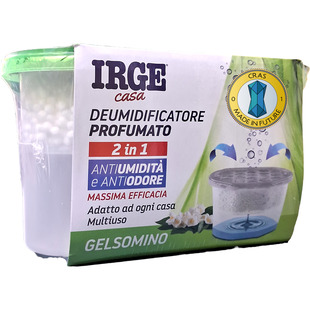 IRGE
casa
DEUMIDIFICATORE
PROFUMATO
2 in 1
ANTIUMIDITÀ
e ANTIODORE
MASSIMA EFFICACIA
Adatto ad ogni casa
Multiuso
GELSOMINO
CRAS
MADE IN FUTURE